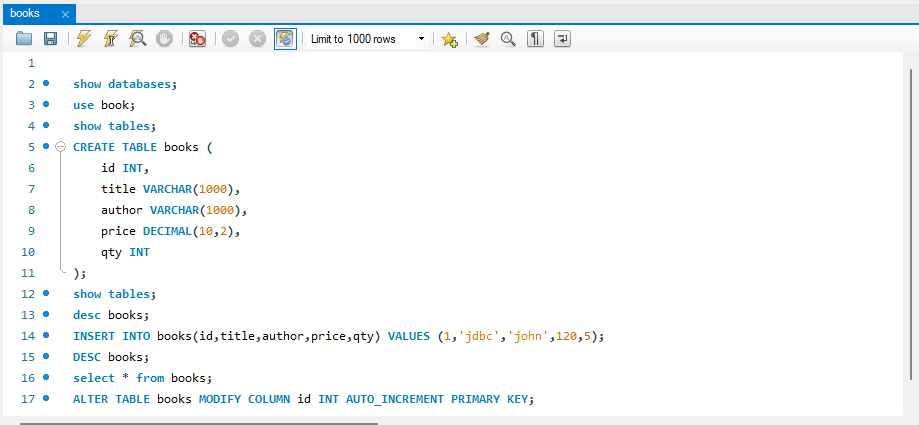 books
Limit to 1000 rows
1
2 show databases;
3 use book;
4 show tables;
5 CREATE TABLE books (
6 id INT,
7 title VARCHAR(1000),
8 author VARCHAR(1000),
9 price DECIMAL(10,2),
10 qty INT
11 );
12 show tables;
13 desc books;
14 INSERT INTO books(id,title,author,price,qty) VALUES (1,'jdbc','john',120,5);
15 DESC books;
16 select * from books;
17 ALTER TABLE books MODIFY COLUMN id INT AUTO_INCREMENT PRIMARY KEY;